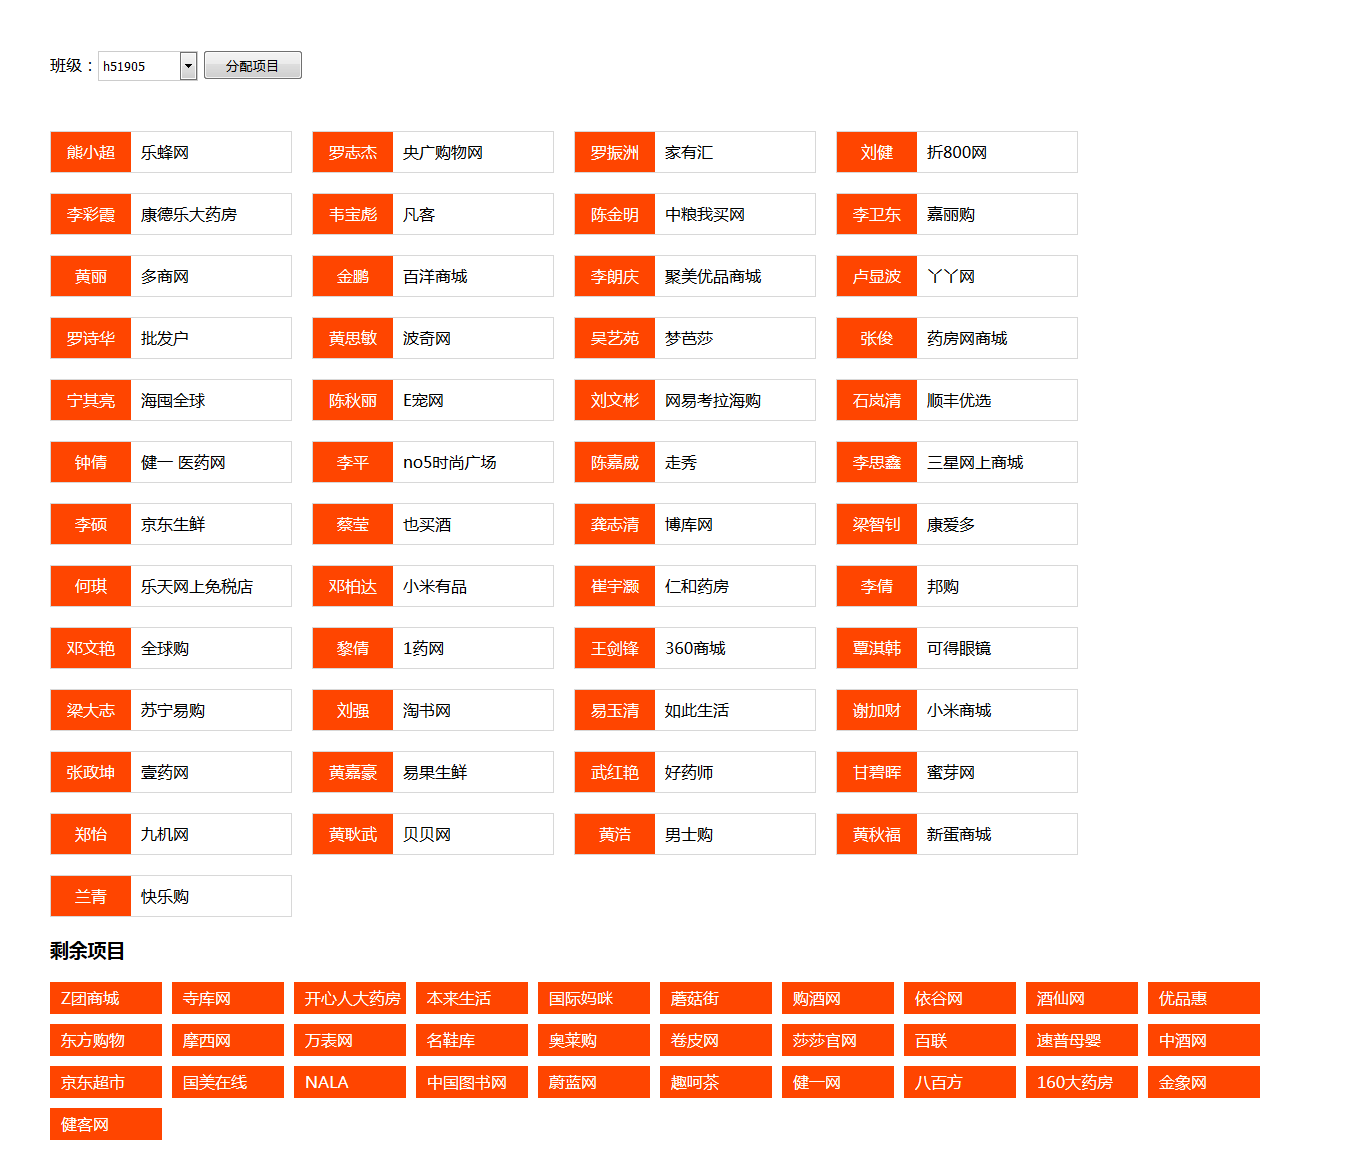 班级： h51905 分配项目
熊小超 乐蜂网 罗志杰 央广购物网 罗振洲 家有汇 刘健 折800网
李彩霞 康德乐大药房 韦宝彪 凡客 陈金明 中粮我买网 李卫东 嘉丽购
黄丽 多商网 金鹏 百洋商城 李朗庆 聚美优品商城 卢显波 丫丫网
罗诗华 批发户 黄思敏 波奇网 吴艺苑 梦芭莎 张俊 药房网商城
宁其亮 海囤全球 陈秋丽 E宠网 刘文彬 网易考拉海购 石岚清 顺丰优选
钟倩 健一 医药网 李平 no5时尚广场 陈嘉威 走秀 李思鑫 三星网上商城
李硕 京东生鲜 蔡莹 也买酒 龚志清 博库网 梁智钊 康爱多
何琪 乐天网上免税店 邓柏达 小米有品 崔宇灏 仁和药房 李倩 邦购
邓文艳 全球购 黎倩 1药网 王剑锋 360商城 覃淇韩 可得眼镜
梁大志 苏宁易购 刘强 淘书网 易玉清 如此生活 谢加财 小米商城
张政坤 壹药网 黄嘉豪 易果生鲜 武红艳 好药师 甘碧晖 蜜芽网
郑怡 九机网 黄耿武 贝贝网 黄浩 男士购 黄秋福 新蛋商城
兰青 快乐购
剩余项目
Z团商城 寺库网 开心人大药房 本来生活 国际妈咪 蘑菇街 购酒网 依谷网 酒仙网 优品惠
东方购物 摩西网 万表网 名鞋库 奥莱购 卷皮网 莎莎官网 百联 速普母婴 中酒网
京东超市 国美在线 NALA 中国图书网 蔚蓝网 趣呵茶 健一网 八百方 160大药房 金象网
健客网